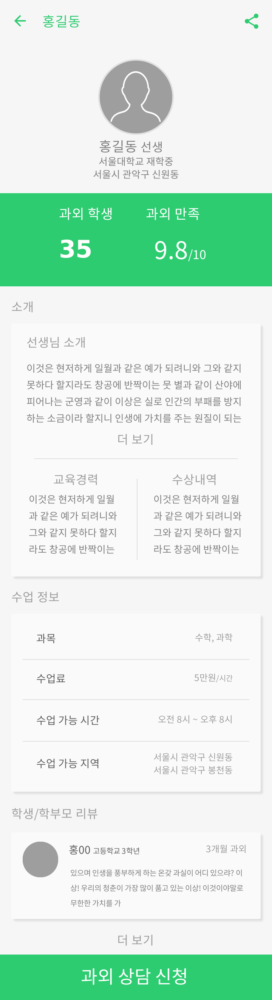 홍길동
홍길동 선생
서울대학교 재학중
서울시 관악구 신원동
과외 학생
과외 만족
35
9.8/10
소개
선생님 소개
이것은 현저하게 일월과 같은 예가 되려니와 그와 같지
못하다 할지라도 창공에 반짝이는 뭇 별과 같이 산야에
피어나는 군영과 같이 이상은 실로 인간의 부패를 방지
하는 소금이라 할지니 인생에 가치를 주는 원질이 되는
더 보기
교육경력
이것은 현저하게 일월
과 같은 예가 되려니와
그와 같지 못하다 할지
라도 창공에 반짝이는
수상내역
이것은 현저하게 일월
과 같은 예가 되려니와
그와 같지 못하다 할지
라도 창공에 반짝이는
수업 정보
과목
수학, 과학
수업료
5만원/시간
수업 가능 시간
오전 8시 ~ 오후 8시
수업 가능 지역
서울시 관악구 신원동
서울시 관악구 봉천동
학생/학부모 리뷰
홍00 고등학교 3학년
3개월 과외
있으며 인생을 풍부하게 하는 온갖 과실이 어디 있으랴? 이
상! 우리의 청춘이 가장 많이 품고 있는 이상! 이것이야말로
무한한 가치를 가
더 보기
과외 상담 신청